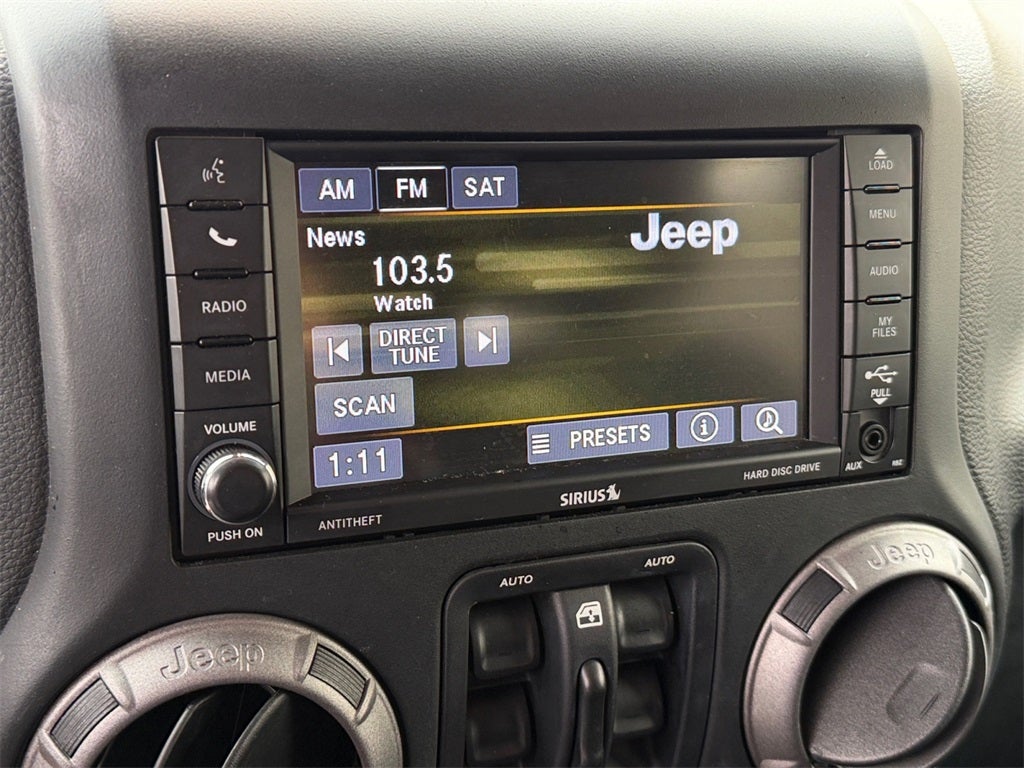 AM FM SAT
News
Jeep
103.5
Watch
DIRECT
TUNE
SCAN
1:11
PRESETS
i
RADIO
MEDIA
VOLUME
PUSH ON
LOAD
MENU
AUDIO
MY
FILES
PULL
AUX
ANTITHEFT
SIRIUS
HARD DISC DRIVE
AUTO
AUTO
Jeep
Jeep